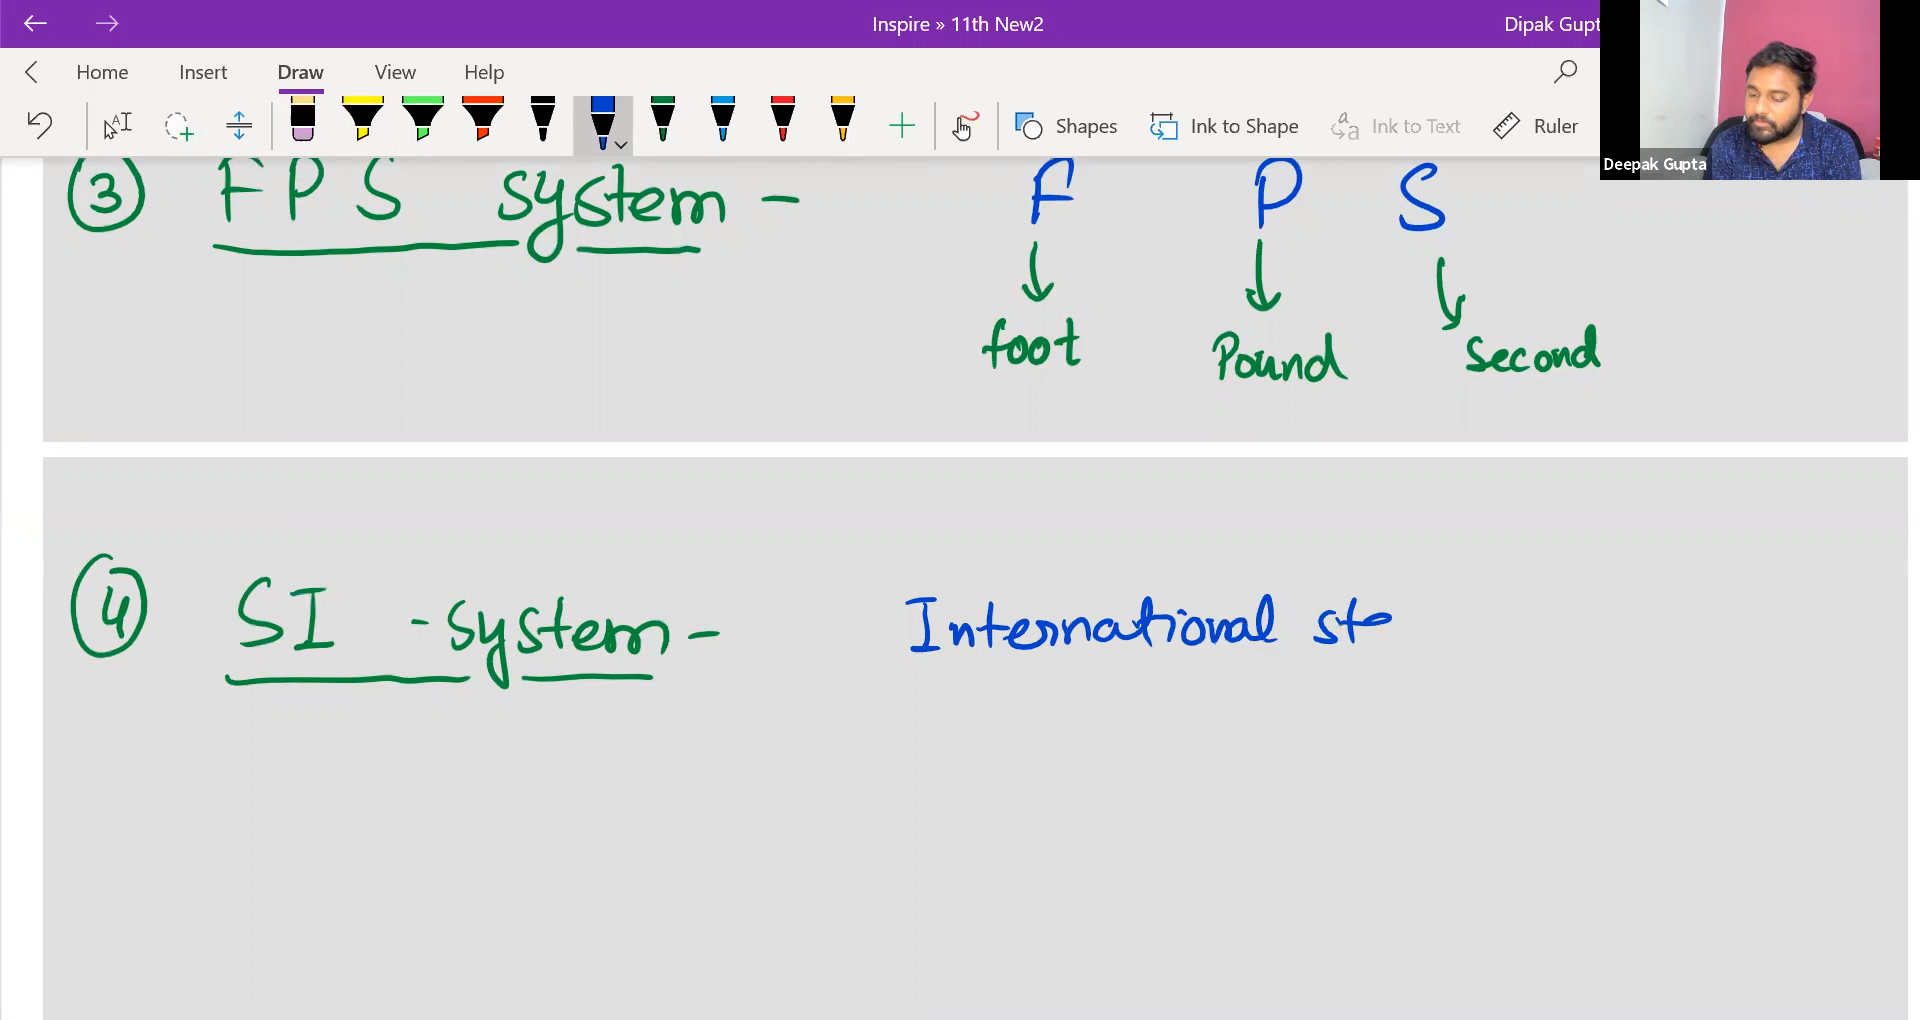 Inspire » 11th New2 Dipak Gupt
Home Insert Draw View Help
Shapes Ink to Shape Ink to Text Ruler
Deepak Gupta
3 FPS system - F P S
foot Pound Second
4 SI - system - International ste